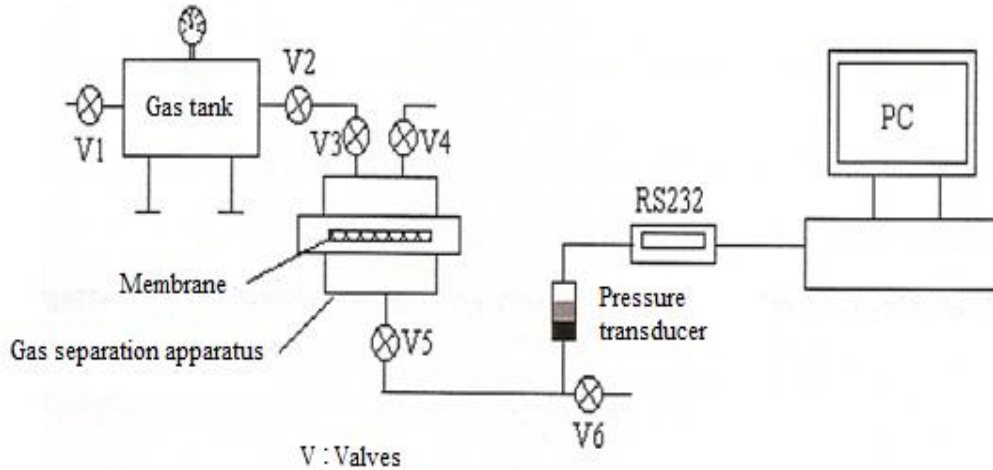 Gas tank
V1
V2
V3
V4
PC
RS232
Membrane
Pressure
transducer
Gas separation apparatus
V5
V6
V : Valves